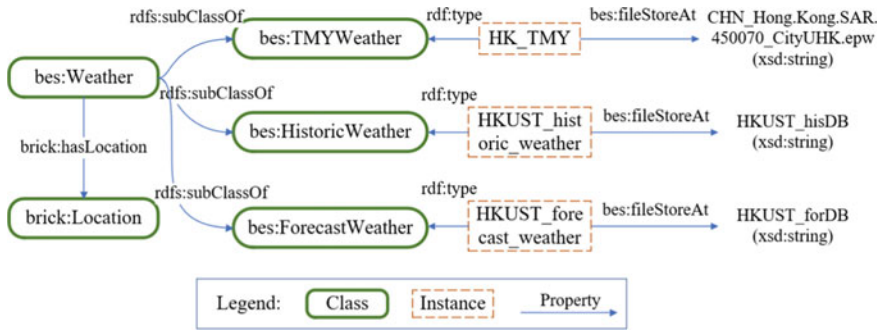 rdfs:subClassOf
rdf:type
bes:fileStoreAt
CHN_Hong.Kong.SAR.
450070_CityUHK.epw
(xsd:string)
bes:TMYWeather
HK_TMY
bes:Weather
rdfs:subClassOf
rdf:type
bes:HistoricWeather
HKUST_hist
oric_weather
bes:fileStoreAt
HKUST_hisDB
(xsd:string)
brick:hasLocation
rdfs:subClassOf
rdf:type
brick:Location
bes:ForecastWeather
HKUST_fore
cast_weather
bes:fileStoreAt
HKUST_forDB
(xsd:string)
Legend:
Class
Instance
Property